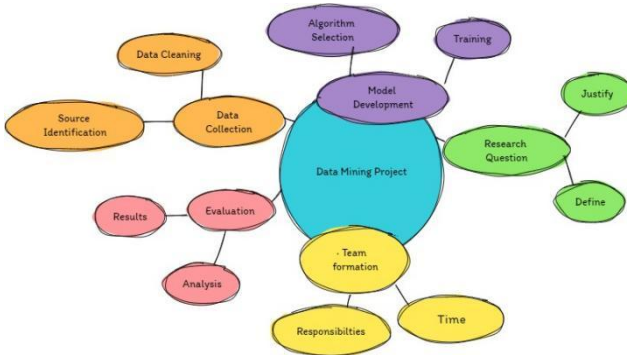 Algorithm
Selection
Training
Data Cleaning
Model
Development
Justify
Source
Identification
Data
Collection
Research
Question
Data Mining Project
Define
Results
Evaluation
Analysis
· Team
formation
Responsibilties
Time